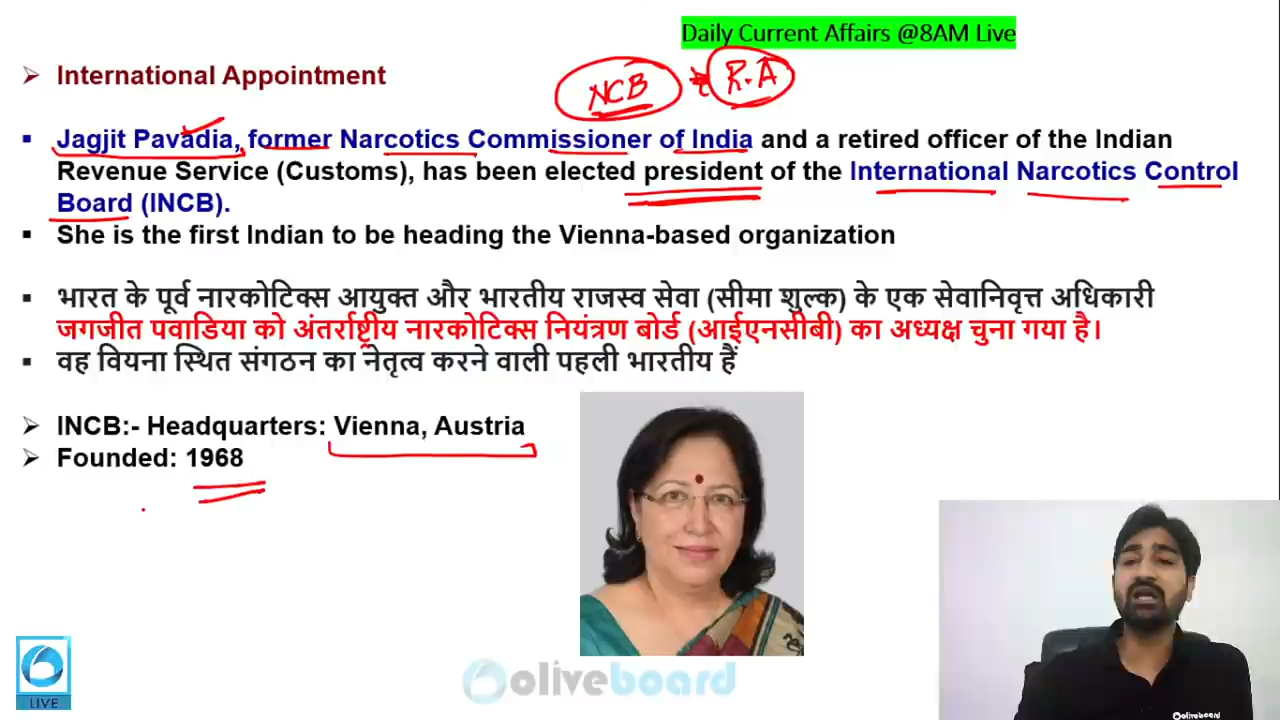 Daily Current Affairs @8AM Live
International Appointment
NCB R.A
Jagjit Pavadia, former Narcotics Commissioner of India and a retired officer of the Indian
Revenue Service (Customs), has been elected president of the International Narcotics Control
Board (INCB).
She is the first Indian to be heading the Vienna-based organization
भारत के पूर्व नारकोटिक्स आयुक्त और भारतीय राजस्व सेवा (सीमा शुल्क) के एक सेवानिवृत्त अधिकारी
जगजीत पवाडिया को अंतर्राष्ट्रीय नारकोटिक्स नियंत्रण बोर्ड (आईएनसीबी) का अध्यक्ष चुना गया है।
वह वियना स्थित संगठन का नेतृत्व करने वाली पहली भारतीय हैं
INCB:- Headquarters: Vienna, Austria
Founded: 1968
LIVE
oliveboard
oliveboard